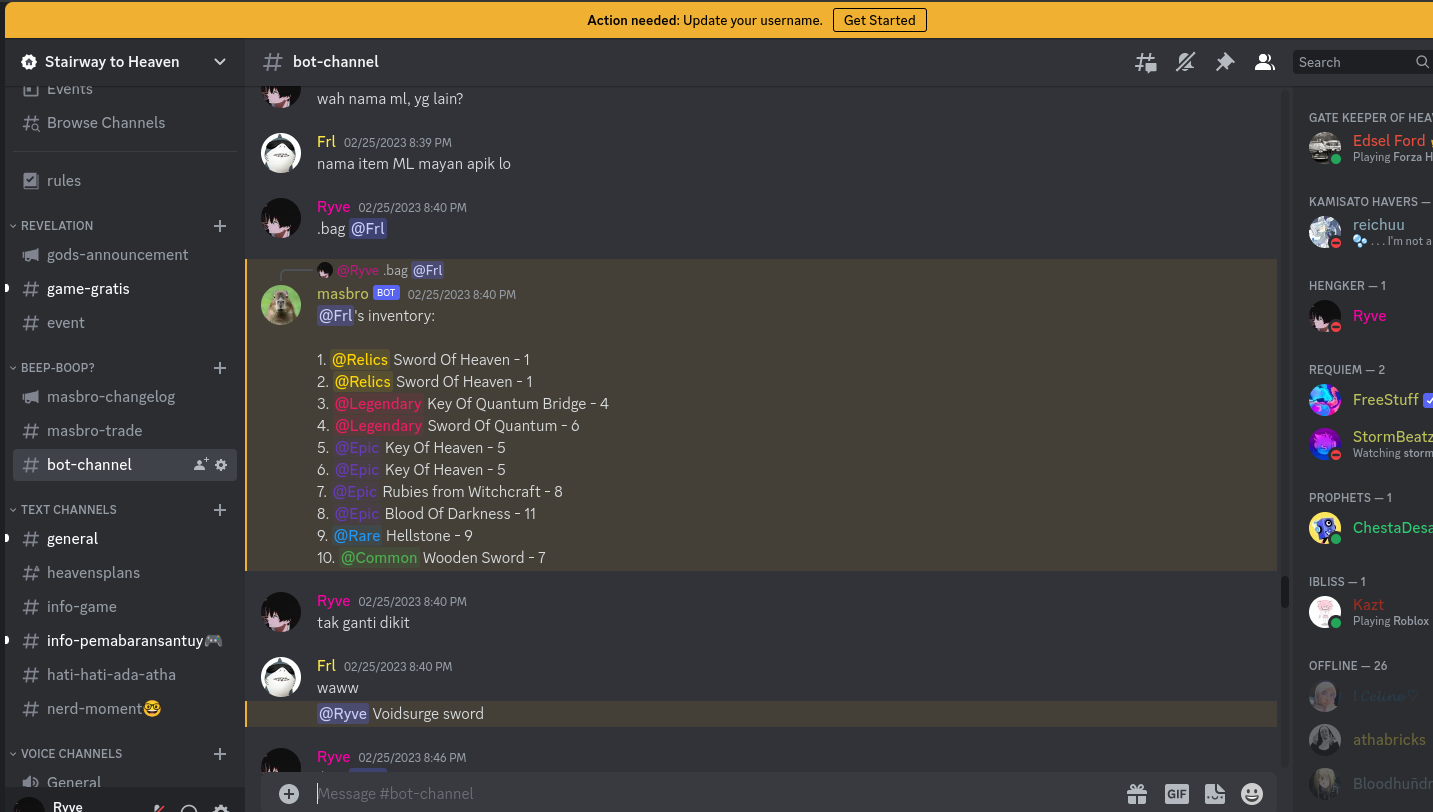 Action needed: Update your username. Get Started
Stairway to Heaven
Events
Browse Channels
rules
REVELATION
gods-announcement
game-gratis
event
BEEP-BOOP?
masbro-changelog
masbro-trade
bot-channel
TEXT CHANNELS
general
heavensplans
info-game
info-pemabaransantuy🎮
hati-hati-ada-atha
nerd-moment🤓
VOICE CHANNELS
General
Ryve
bot-channel
Search
wah nama ml, yg lain?
Frl 02/25/2023 8:39 PM
nama item ML mayan apik lo
Ryve 02/25/2023 8:40 PM
.bag @Frl
@Ryve .bag @Frl
masbro BOT 02/25/2023 8:40 PM
@Frl's inventory:
1. @Relics Sword Of Heaven - 1
2. @Relics Sword Of Heaven - 1
3. @Legendary Key Of Quantum Bridge - 4
4. @Legendary Sword Of Quantum - 6
5. @Epic Key Of Heaven - 5
6. @Epic Key Of Heaven - 5
7. @Epic Rubies from Witchcraft - 8
8. @Epic Blood Of Darkness - 11
9. @Rare Hellstone - 9
10. @Common Wooden Sword - 7
Ryve 02/25/2023 8:40 PM
tak ganti dikit
Frl 02/25/2023 8:40 PM
waww
@Ryve Voidsurge sword
Ryve 02/25/2023 8:46 PM
Message #bot-channel
GIF
GATE KEEPER OF HEA
Edsel Ford
Playing Forza H
KAMISATO HAVERS —
reichuu
🫧 . . . I'm not a
HENGKER — 1
Ryve
REQUIEM — 2
FreeStuff
StormBeatz
Watching storm
PROPHETS — 1
ChestaDesa
IBLISS — 1
Kazt
Playing Roblox
OFFLINE — 26
athabricks